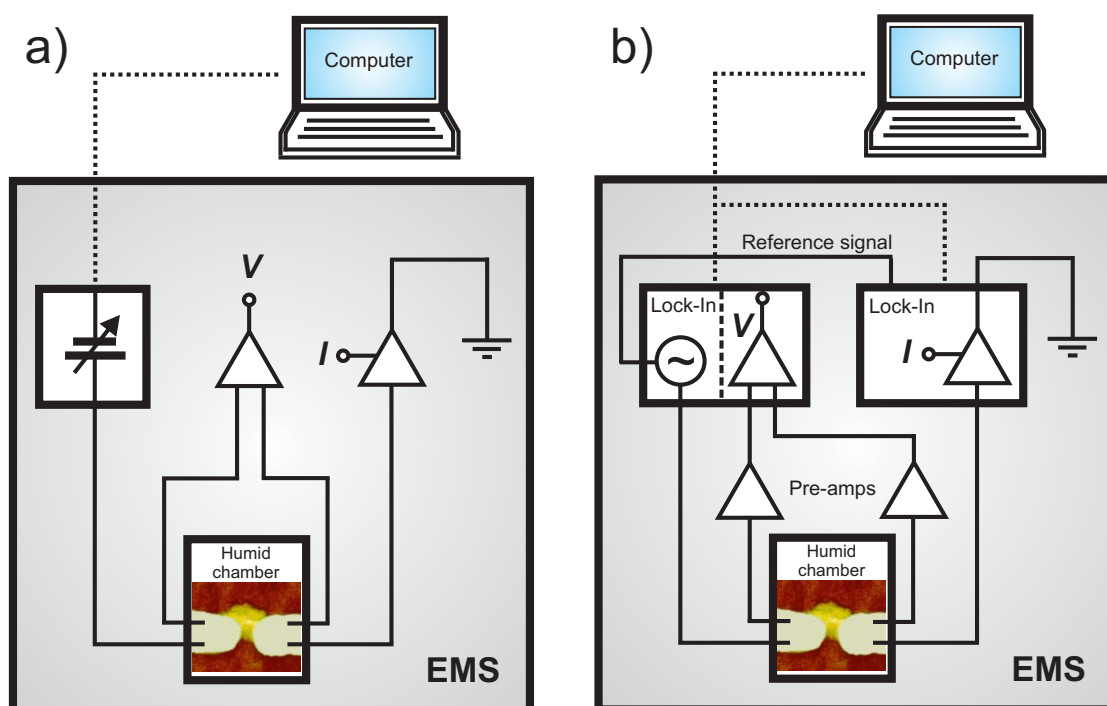 a)
Computer
V
I
Humid
chamber
EMS
b)
Computer
Reference signal
Lock-In
V
~
Lock-In
I
Pre-amps
Humid
chamber
EMS